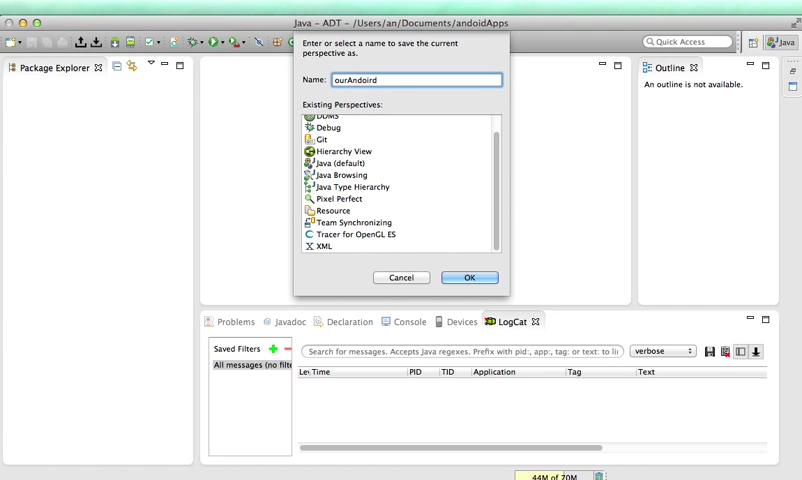 Java – ADT – /Users/an/Documents/andoidApps
Quick Access
Java
Package Explorer
Enter or select a name to save the current
perspective as.
Name: ourAndoird
Existing Perspectives:
DDMS
Debug
Git
Hierarchy View
Java (default)
Java Browsing
Java Type Hierarchy
Pixel Perfect
Resource
Team Synchronizing
Tracer for OpenGL ES
XML
Cancel
OK
Outline
An outline is not available.
Problems
Javadoc
Declaration
Console
Devices
LogCat
Saved Filters
All messages (no filte
Search for messages. Accepts Java regexes. Prefix with pid:, app:, tag: or text: to li
verbose
Le Time PID TID Application Tag Text
44M of 70M